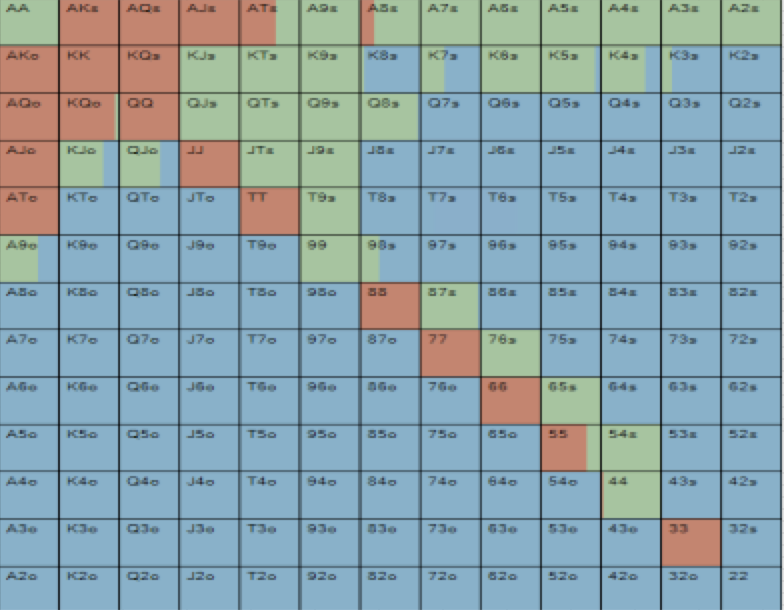 AA AKs AQs AJs ATs A9s A8s A7s A6s A5s A4s A3s A2s
AKo KK KQs KJs KTs K9s K8s K7s K6s K5s K4s K3s K2s
AQo KQo QQ QJs QTs Q9s Q8s Q7s Q6s Q5s Q4s Q3s Q2s
AJo KJo QJo JJ JTs J9s J8s J7s J6s J5s J4s J3s J2s
ATo KTo QTo JTo TT T9s T8s T7s T6s T5s T4s T3s T2s
A9o K9o Q9o J9o T9o 99 98s 97s 96s 95s 94s 93s 92s
A8o K8o Q8o J8o T8o 98o 88 87s 86s 85s 84s 83s 82s
A7o K7o Q7o J7o T7o 97o 87o 77 76s 75s 74s 73s 72s
A6o K6o Q6o J6o T6o 96o 86o 76o 66 65s 64s 63s 62s
A5o K5o Q5o J5o T5o 95o 85o 75o 65o 55 54s 53s 52s
A4o K4o Q4o J4o T4o 94o 84o 74o 64o 54o 44 43s 42s
A3o K3o Q3o J3o T3o 93o 83o 73o 63o 53o 43o 33 32s
A2o K2o Q2o J2o T2o 92o 82o 72o 62o 52o 42o 32o 22